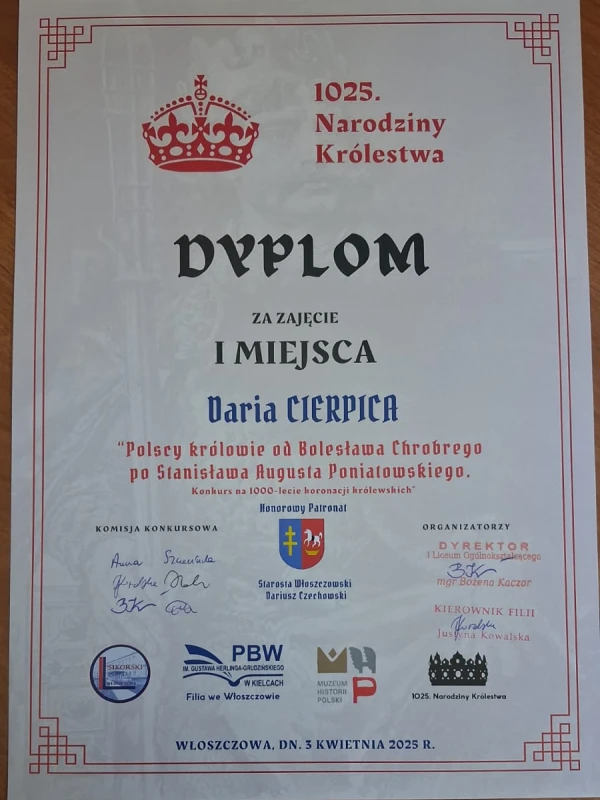 1025.
Narodziny
Królestwa
DYPLOM
ZA ZAJĘCIE
I MIEJSCA
Daria CIERPICA
“Polscy królowie od Bolesława Chrobrego
po Stanisława Augusta Poniatowskiego.
Konkurs na 1000-lecie koronacji królewskich”
Honorowy Patronat
Starosta Włoszczowski
Dariusz Czechowski
KOMISJA KONKURSOWA
Anna
ORGANIZATORZY
DYREKTOR
I Liceum Ogólnokształcącego
mgr Bożena Kaczor
KIEROWNIK FILII
Justyna Kowalska
"SIKORSKI"
PBW
IM. GUSTAWA HERLINGA-GRUDZIŃSKIEGO
W KIELCACH
Filia we Włoszczowie
MUZEUM
HISTORII
POLSKI
1025. Narodziny Królestwa
WŁOSZCZOWA, DN. 3 KWIETNIA 2025 R.